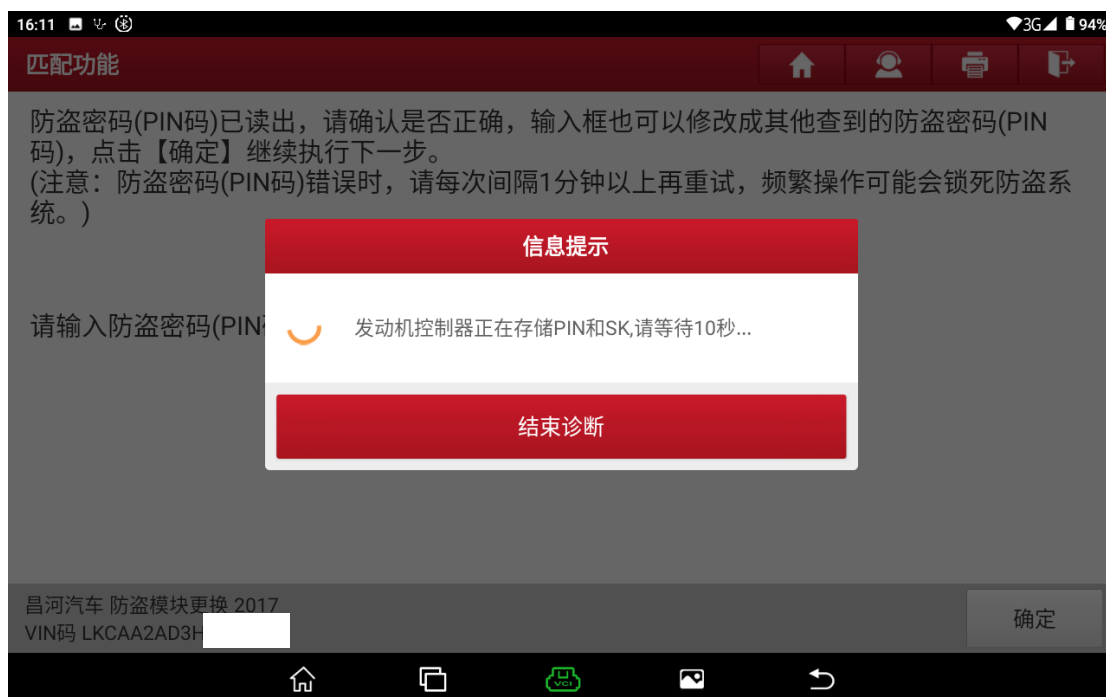 16:11
3G
94%
匹配功能
防盗密码(PIN码)已读出，请确认是否正确，输入框也可以修改成其他查到的防盗密码(PIN
码)，点击【确定】继续执行下一步。
(注意：防盗密码(PIN码)错误时，请每次间隔1分钟以上再重试，频繁操作可能会锁死防盗系
统。)
信息提示
请输入防盗密码(PIN
发动机控制器正在存储PIN和SK,请等待10秒...
结束诊断
昌河汽车 防盗模块更换 2017
VIN码 LKCAA2AD3H
确定
VCI